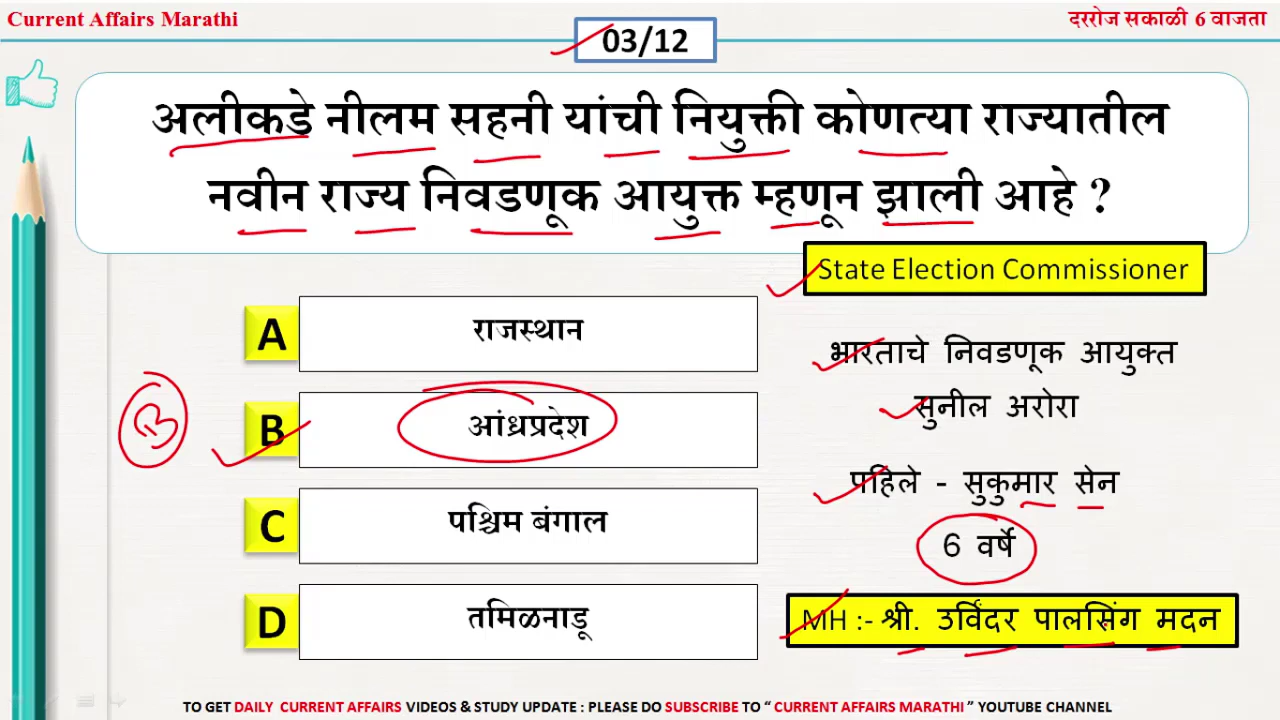 Current Affairs Marathi
दररोज सकाळी 6 वाजता
03/12
अलीकडे नीलम सहनी यांची नियुक्ती कोणत्या राज्यातील
नवीन राज्य निवडणूक आयुक्त म्हणून झाली आहे ?
State Election Commissioner
A राजस्थान
भारताचे निवडणूक आयुक्त
सुनील अरोरा
B B आंध्रप्रदेश
पहिले - सुकुमार सेन
6 वर्षे
C पश्चिम बंगाल
D तमिळनाडू
MH :- श्री. उर्विंदर पालसिंग मदन
TO GET DAILY CURRENT AFFAIRS VIDEOS & STUDY UPDATE : PLEASE DO SUBSCRIBE TO “ CURRENT AFFAIRS MARATHI ” YOUTUBE CHANNEL